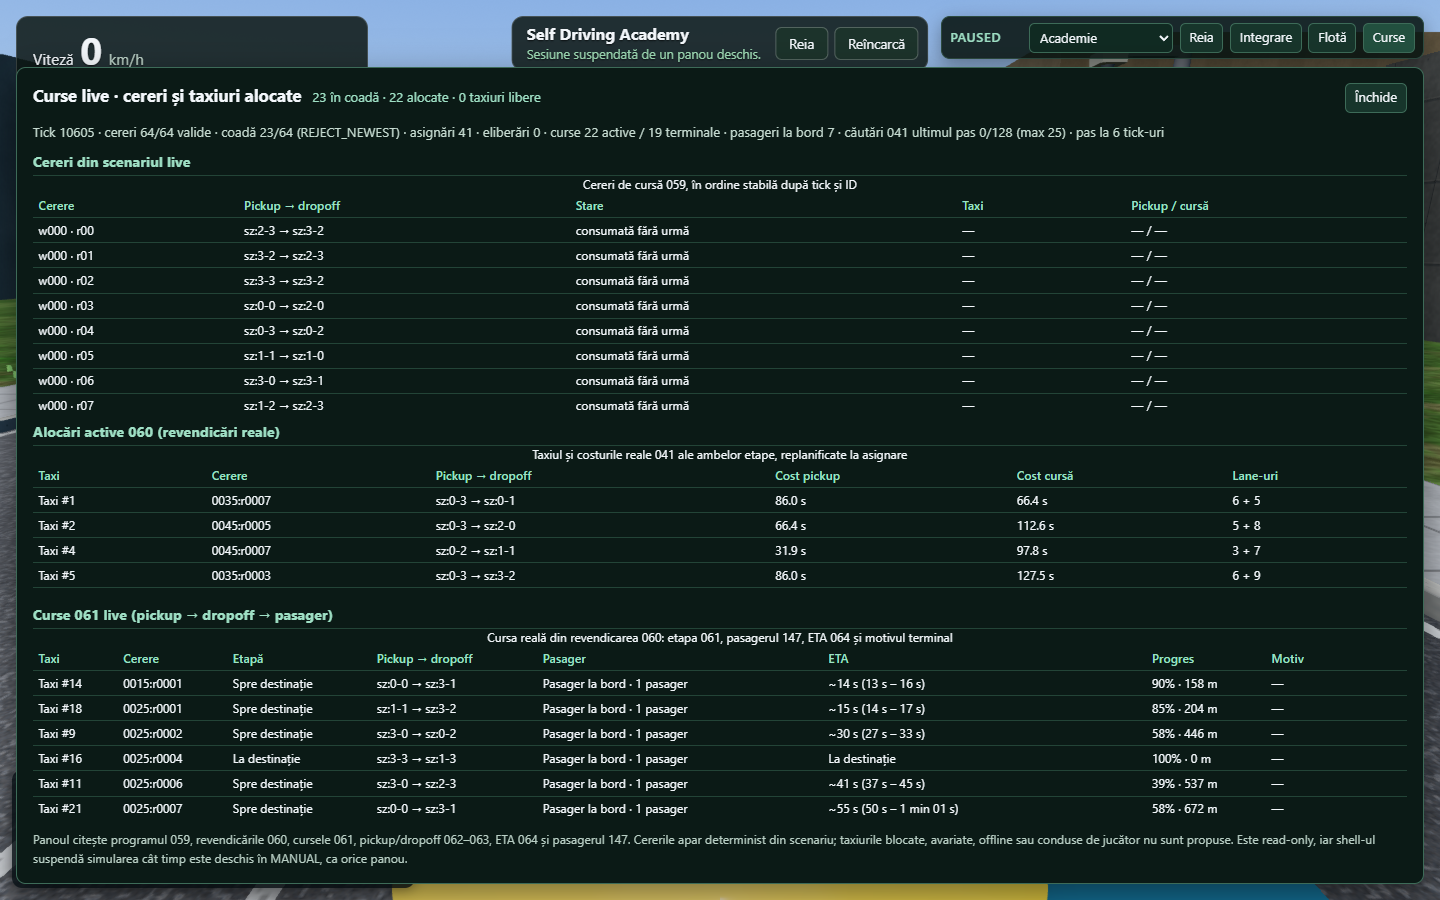 Viteză 0 km/h
Self Driving Academy
Sesiune suspendată de un panou deschis.
Reia
Reîncarcă
PAUSED
Academie
Reia
Integrare
Flotă
Curse
Curse live · cereri și taxiuri alocate 23 în coadă · 22 alocate · 0 taxiuri libere
Închide
Tick 10605 · cereri 64/64 valide · coadă 23/64 (REJECT_NEWEST) · asignări 41 · eliberări 0 · curse 22 active / 19 terminale · pasageri la bord 7 · căutări 041 ultimul pas 0/128 (max 25) · pas la 6 tick-uri
Cereri din scenariul live
Cereri de cursă 059, în ordine stabilă după tick și ID
Cerere Pickup → dropoff Stare Taxi Pickup / cursă
w000 · r00 sz:2-3 → sz:3-2 consumată fără urmă — — / —
w000 · r01 sz:3-2 → sz:2-3 consumată fără urmă — — / —
w000 · r02 sz:3-3 → sz:3-2 consumată fără urmă — — / —
w000 · r03 sz:0-0 → sz:2-0 consumată fără urmă — — / —
w000 · r04 sz:0-3 → sz:0-2 consumată fără urmă — — / —
w000 · r05 sz:1-1 → sz:1-0 consumată fără urmă — — / —
w000 · r06 sz:3-0 → sz:3-1 consumată fără urmă — — / —
w000 · r07 sz:1-2 → sz:2-3 consumată fără urmă — — / —
Alocări active 060 (revendicări reale)
Taxiul și costurile reale 041 ale ambelor etape, replanificate la asignare
Taxi Cerere Pickup → dropoff Cost pickup Cost cursă Lane-uri
Taxi #1 0035:r0007 sz:0-3 → sz:0-1 86.0 s 66.4 s 6 + 5
Taxi #2 0045:r0005 sz:0-3 → sz:2-0 66.4 s 112.6 s 5 + 8
Taxi #4 0045:r0007 sz:0-2 → sz:1-1 31.9 s 97.8 s 3 + 7
Taxi #5 0035:r0003 sz:0-3 → sz:3-2 86.0 s 127.5 s 6 + 9
Curse 061 live (pickup → dropoff → pasager)
Cursa reală din revendicarea 060: etapa 061, pasagerul 147, ETA 064 și motivul terminal
Taxi Cerere Etapă Pickup → dropoff Pasager ETA Progres Motiv
Taxi #14 0015:r0001 Spre destinație sz:0-0 → sz:3-1 Pasager la bord · 1 pasager ~14 s (13 s – 16 s) 90% · 158 m —
Taxi #18 0025:r0001 Spre destinație sz:1-1 → sz:3-2 Pasager la bord · 1 pasager ~15 s (14 s – 17 s) 85% · 204 m —
Taxi #9 0025:r0002 Spre destinație sz:3-0 → sz:0-2 Pasager la bord · 1 pasager ~30 s (27 s – 33 s) 58% · 446 m —
Taxi #16 0025:r0004 La destinație sz:3-3 → sz:1-3 Pasager la bord · 1 pasager La destinație 100% · 0 m —
Taxi #11 0025:r0006 Spre destinație sz:3-0 → sz:2-3 Pasager la bord · 1 pasager ~41 s (37 s – 45 s) 39% · 537 m —
Taxi #21 0025:r0007 Spre destinație sz:0-0 → sz:3-1 Pasager la bord · 1 pasager ~55 s (50 s – 1 min 01 s) 58% · 672 m —
Panoul citește programul 059, revendicările 060, cursele 061, pickup/dropoff 062–063, ETA 064 și pasagerul 147. Cererile apar determinist din scenariu; taxiurile blocate, avariate, offline sau conduse de jucător nu sunt propuse. Este read-only, iar shell-ul
suspendă simularea cât timp este deschis în MANUAL, ca orice panou.